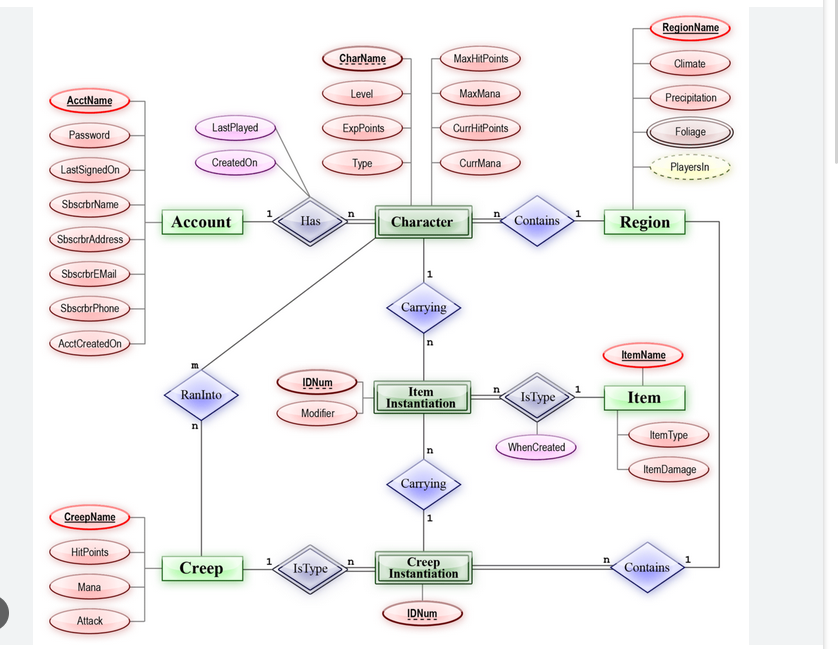 RegionName
CharName
MaxHitPoints
Climate
AcctName
Level
MaxMana
Precipitation
Password
LastPlayed
ExpPoints
CurrHitPoints
Foliage
LastSignedOn
CreatedOn
Type
CurrMana
PlayersIn
SbscrbrName
Account
1
Has
n
Character
n
Contains
1
Region
SbscrbrAddress
SbscrbrEMail
1
SbscrbrPhone
Carrying
AcctCreatedOn
n
m
ItemName
RanInto
IDNum
Item
Instantiation
n
IsType
1
Item
Modifier
n
WhenCreated
ItemType
n
ItemDamage
Carrying
CreepName
1
HitPoints
Creep
1
IsType
n
Creep
Instantiation
n
Contains
1
Mana
Attack
IDNum